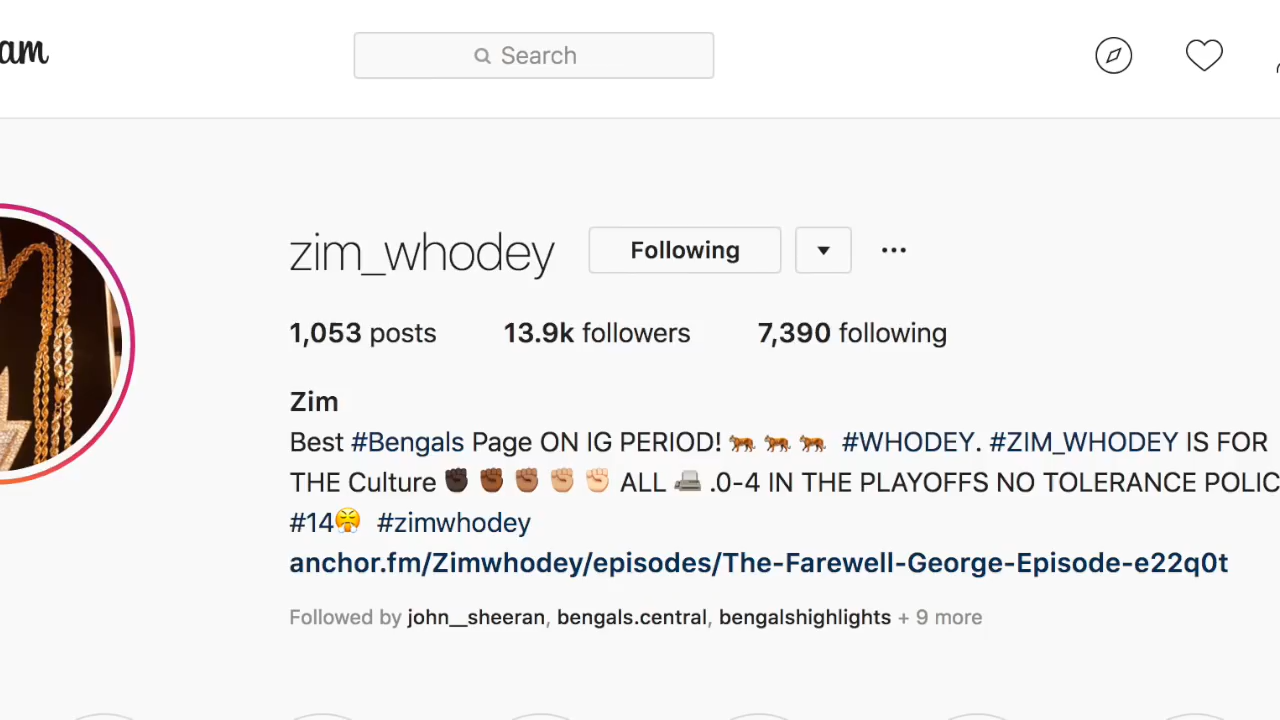 am
Search
zim_whodey Following ...
1,053 posts 13.9k followers 7,390 following
Zim
Best #Bengals Page ON IG PERIOD! 🐅 🐅 🐅 #WHODEY. #ZIM_WHODEY IS FOR
THE Culture ✊🏿 ✊🏾 ✊🏽 ✊🏼 ✊🏻 ALL 📠 .0-4 IN THE PLAYOFFS NO TOLERANCE POLIC
#14😤 #zimwhodey
anchor.fm/Zimwhodey/episodes/The-Farewell-George-Episode-e22q0t
Followed by john__sheeran, bengals.central, bengalshighlights + 9 more